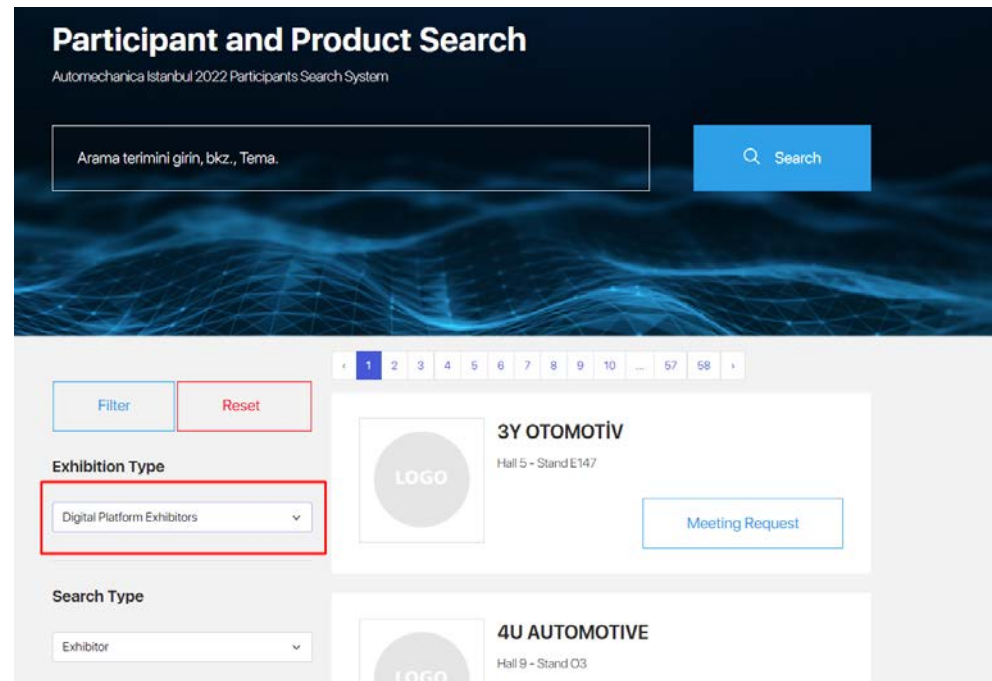 Participant and Product Search
Automechanica Istanbul 2022 Participants Search System
Arama terimini girin, bkz., Tema.
Search
‹ 1 2 3 4 5 6 7 8 9 10 ... 57 58 ›
Filter
Reset
Exhibition Type
Digital Platform Exhibitors
Search Type
Exhibitor
LOGO
3Y OTOMOTİV
Hall 5 - Stand E147
Meeting Request
LOGO
4U AUTOMOTIVE
Hall 9 - Stand O3